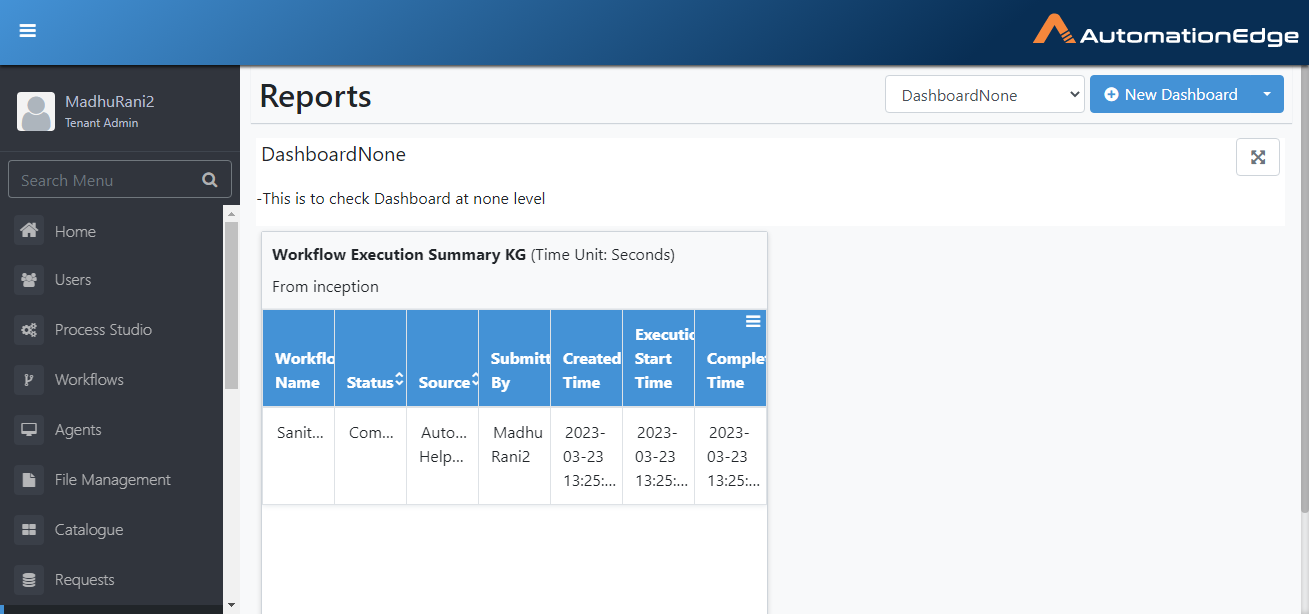 AutomationEdge
MadhuRani2
Tenant Admin
Search Menu
Home
Users
Process Studio
Workflows
Agents
File Management
Catalogue
Requests
Reports
DashboardNone
New Dashboard
DashboardNone
-This is to check Dashboard at none level
Workflow Execution Summary KG (Time Unit: Seconds)
From inception
Workflo
Name
Status
Source
Submitt
By
Created
Time
Executio
Start
Time
Complet
Time
Sanit...
Com...
Auto...
Help...
Madhu
Rani2
2023-
03-23
13:25:...
2023-
03-23
13:25:...
2023-
03-23
13:25:...